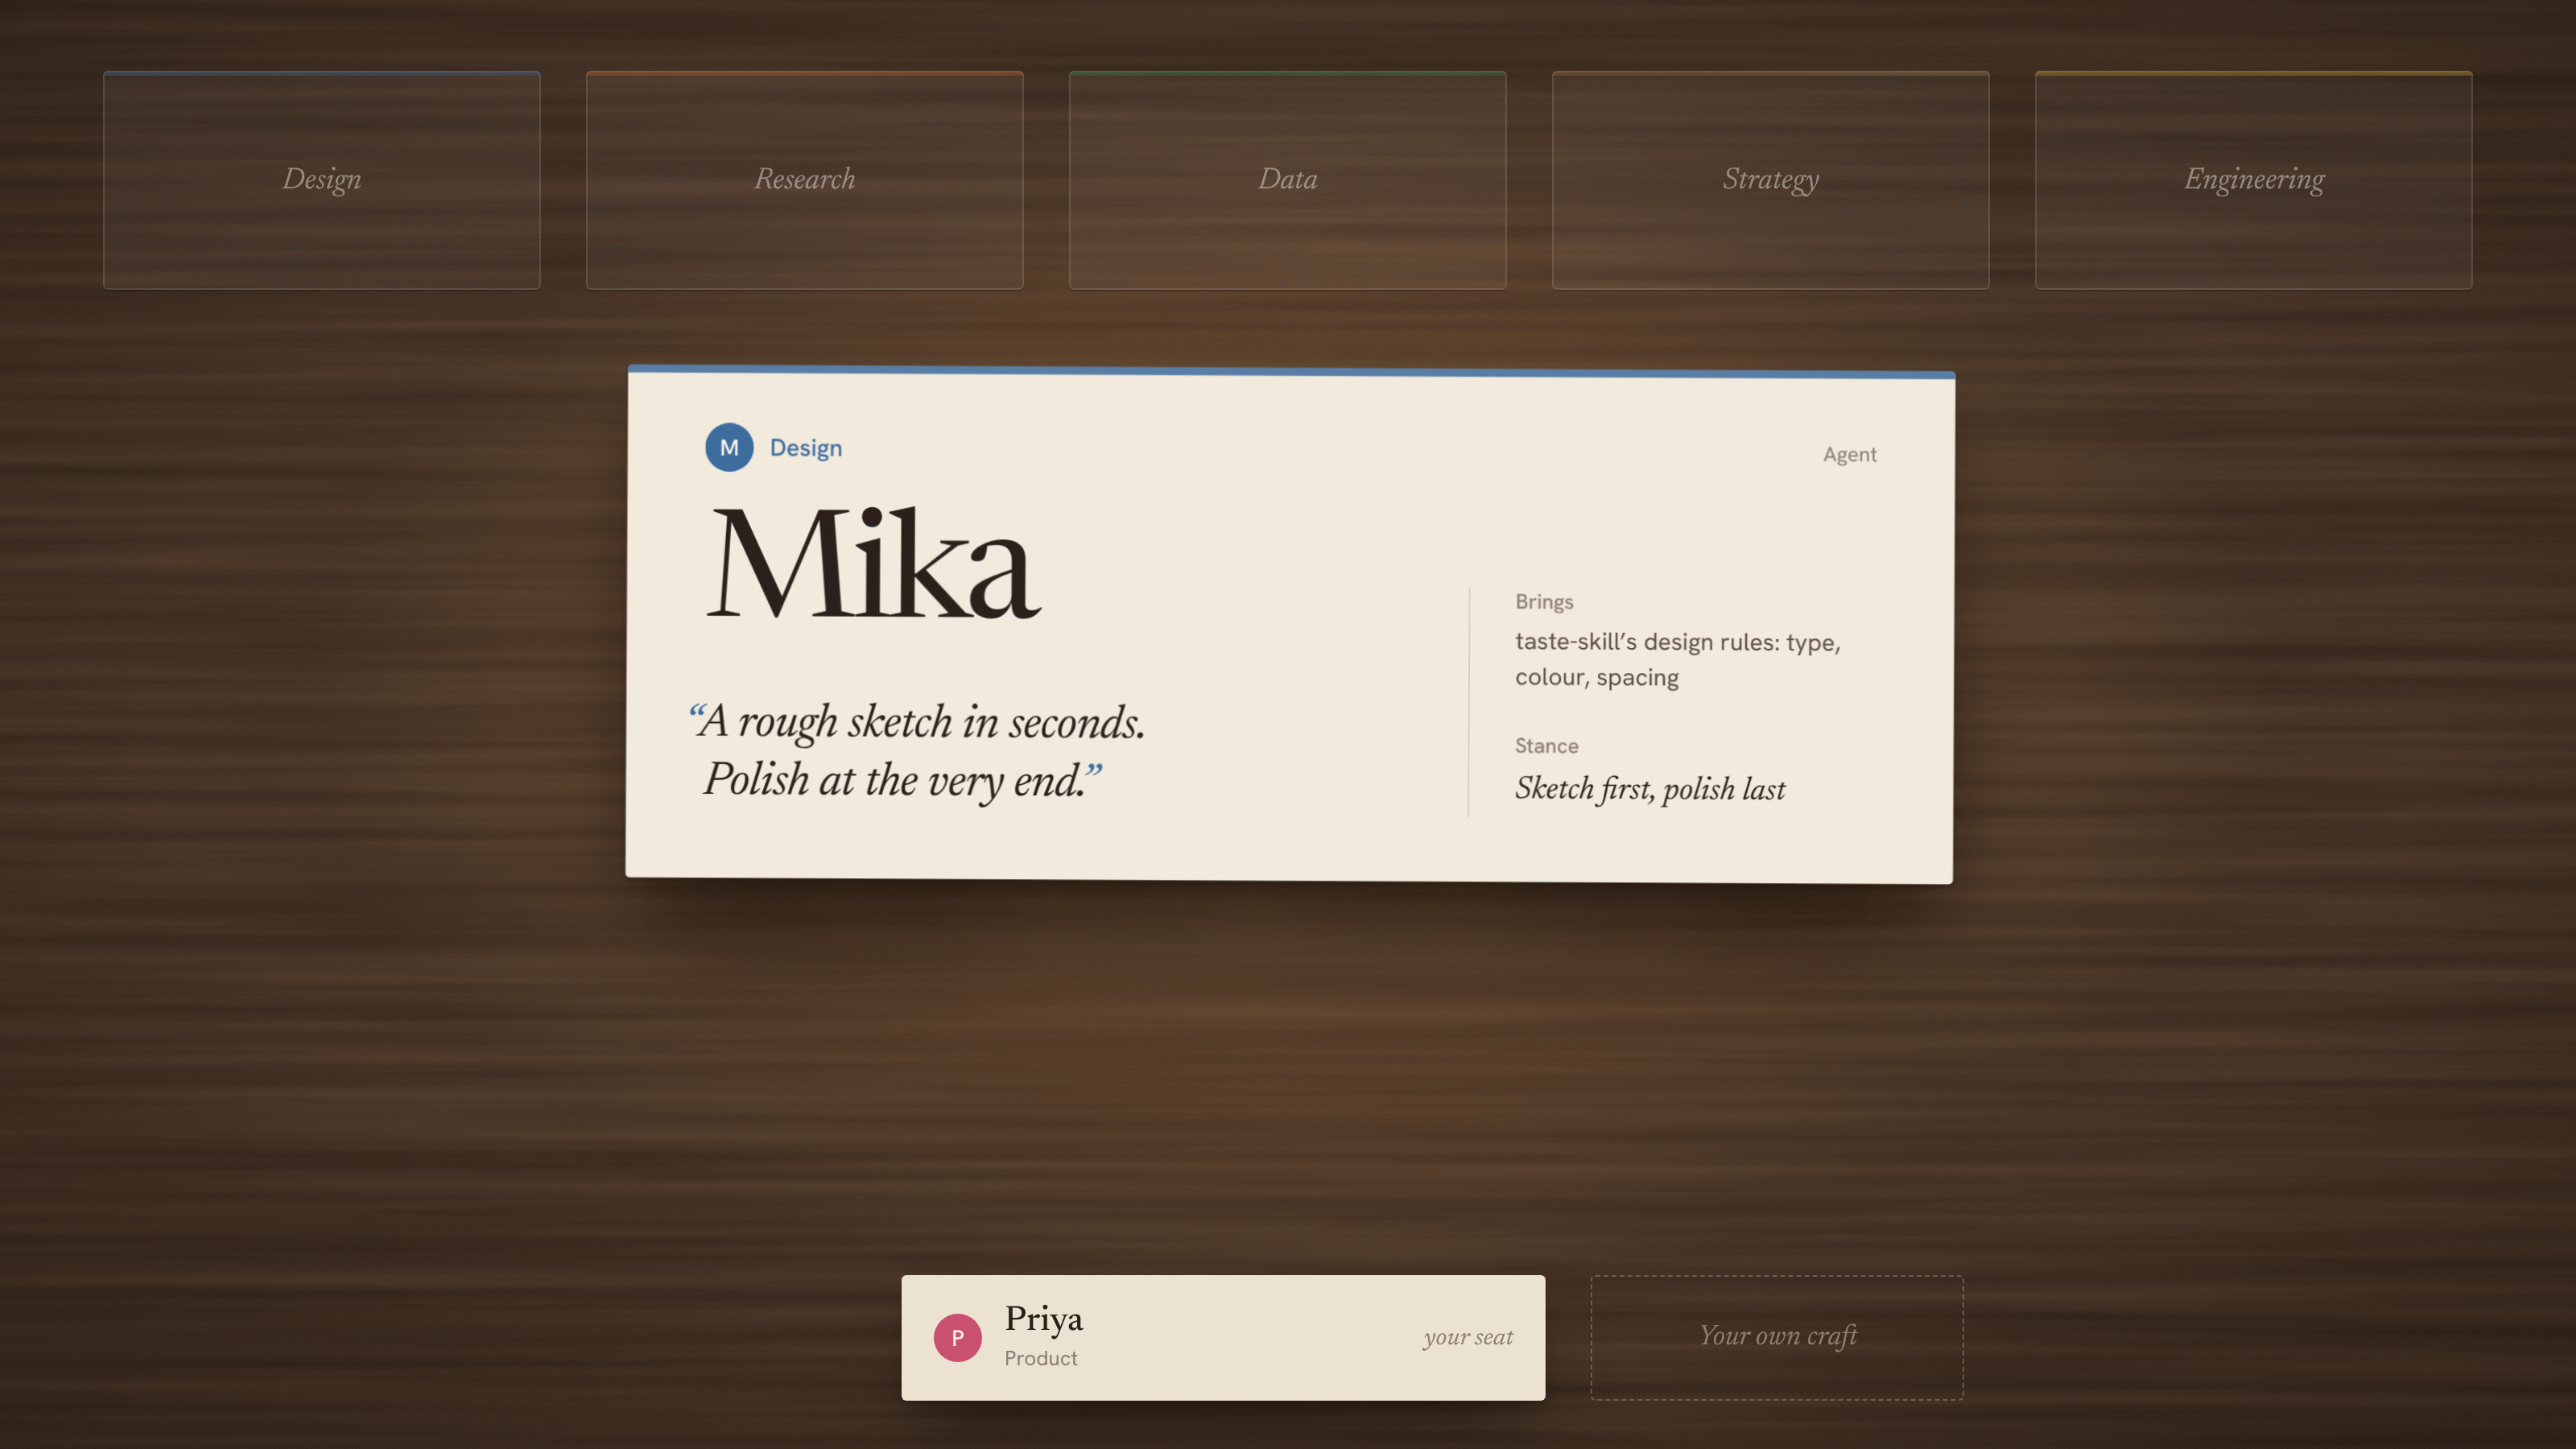 Design
Research
Data
Strategy
Engineering
M
Design
Agent
Mika
“A rough sketch in seconds.
Polish at the very end.”
Brings
taste-skill’s design rules: type,
colour, spacing
Stance
Sketch first, polish last
P
Priya
Product
your seat
Your own craft